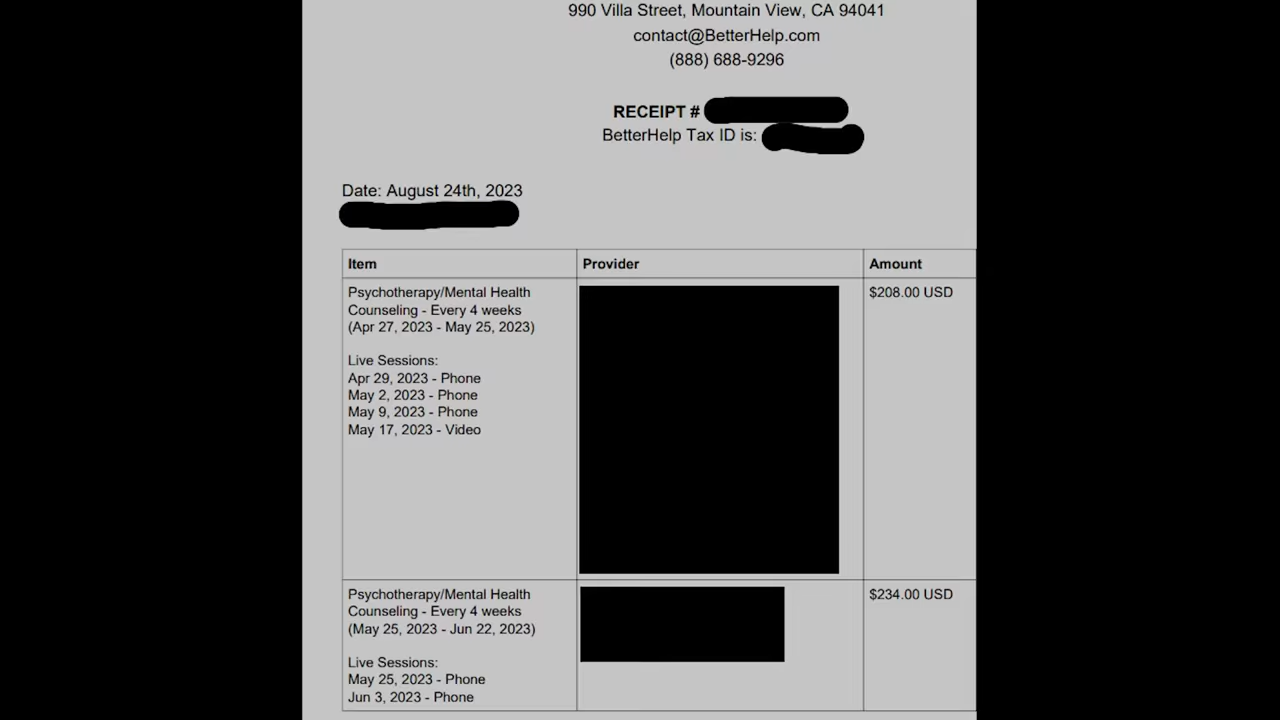 990 Villa Street, Mountain View, CA 94041
contact@BetterHelp.com
(888) 688-9296
RECEIPT #
BetterHelp Tax ID is:
Date: August 24th, 2023
Item Provider Amount
Psychotherapy/Mental Health
Counseling - Every 4 weeks
(Apr 27, 2023 - May 25, 2023)
Live Sessions:
Apr 29, 2023 - Phone
May 2, 2023 - Phone
May 9, 2023 - Phone
May 17, 2023 - Video
$208.00 USD
Psychotherapy/Mental Health
Counseling - Every 4 weeks
(May 25, 2023 - Jun 22, 2023)
Live Sessions:
May 25, 2023 - Phone
Jun 3, 2023 - Phone
$234.00 USD